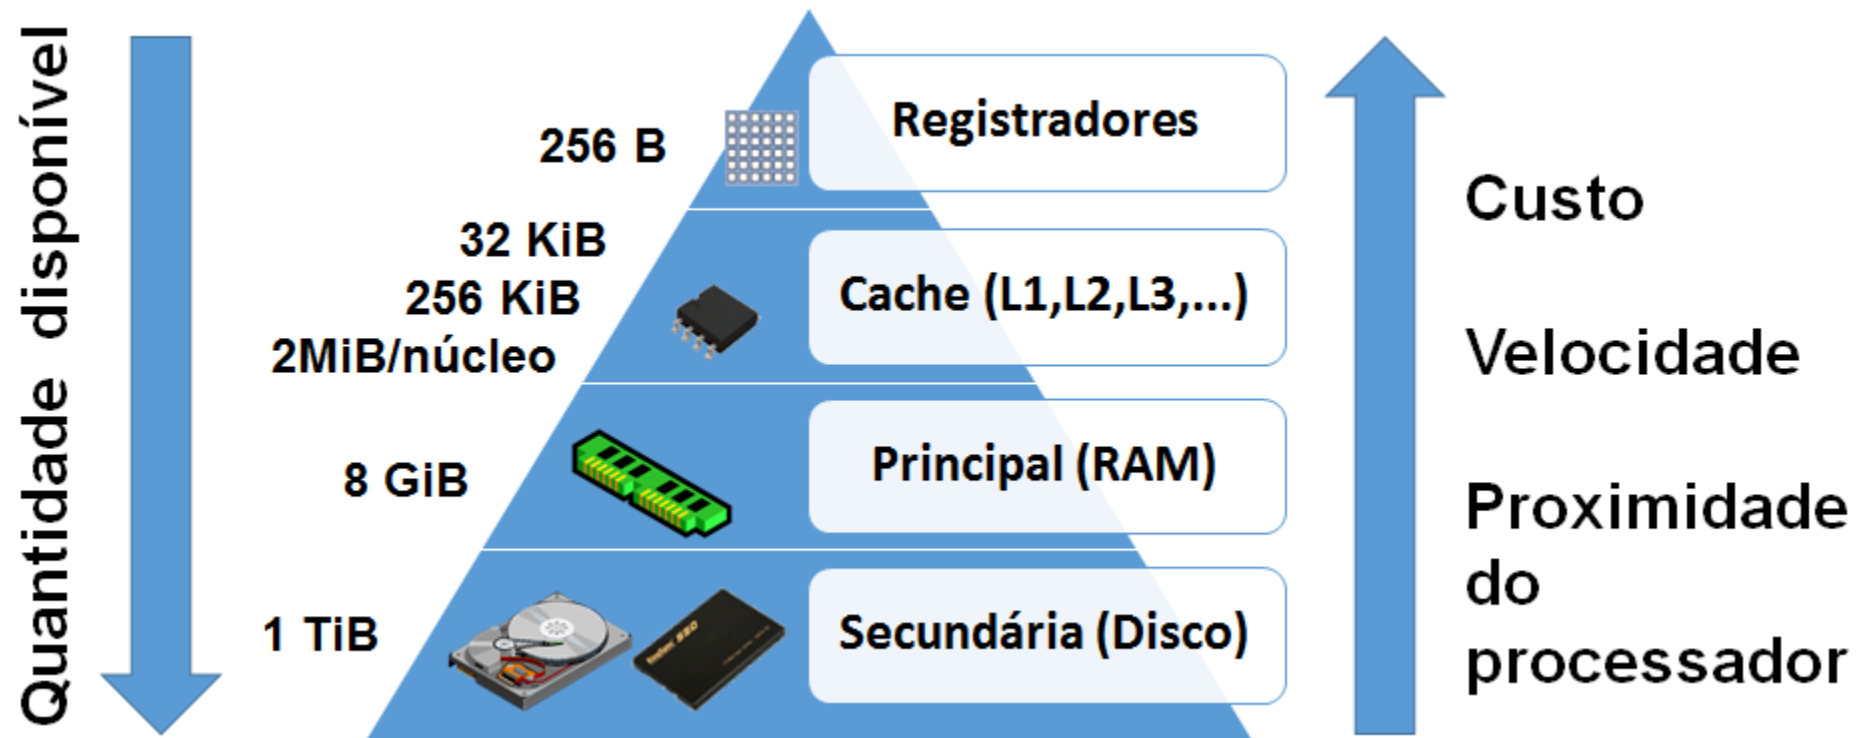 Quantidade disponível
256 B
Registradores
32 KiB
256 KiB
2MiB/núcleo
Cache (L1,L2,L3,...)
8 GiB
Principal (RAM)
1 TiB
SSD
Secundária (Disco)
Custo
Velocidade
Proximidade
do
processador